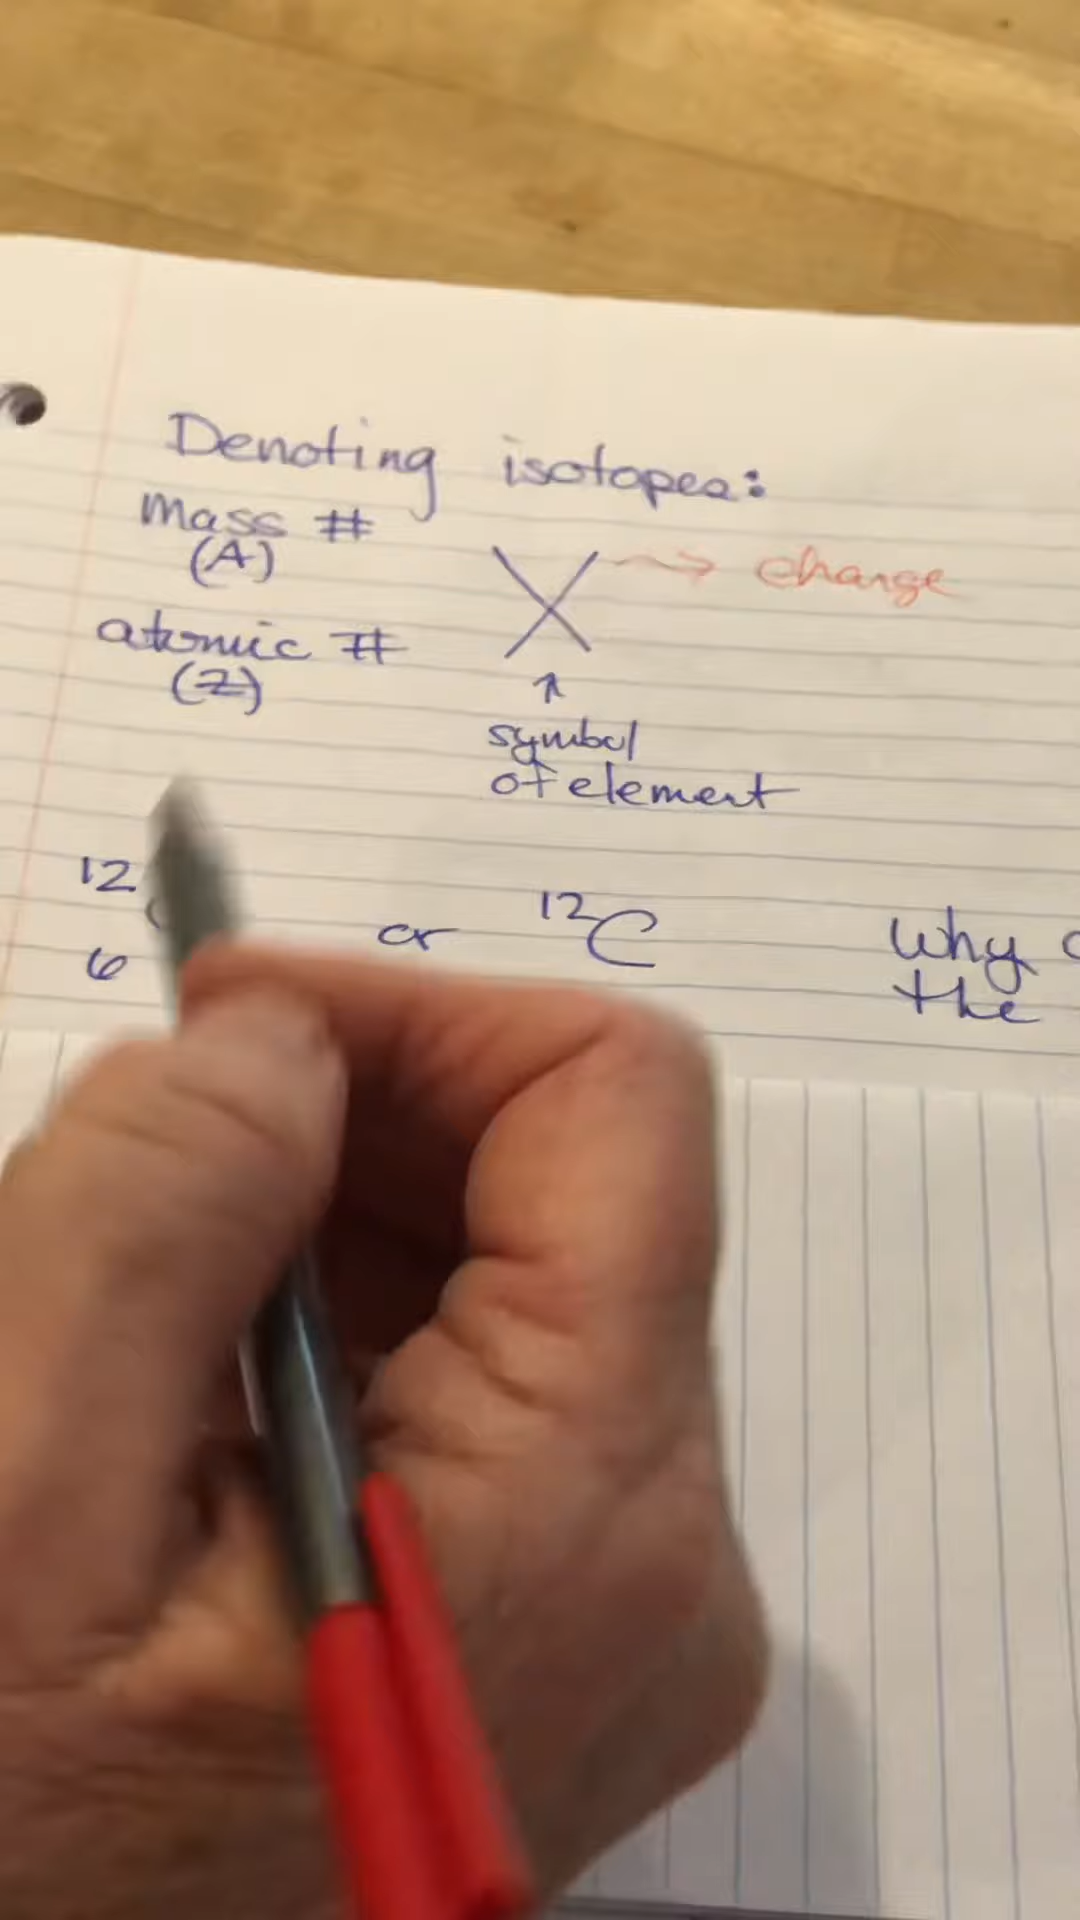 Denoting isotopes:
mass #
(A)
X → charge
atomic #
(Z)
↑
symbol
of element
12
6
or ¹²C
Why
the